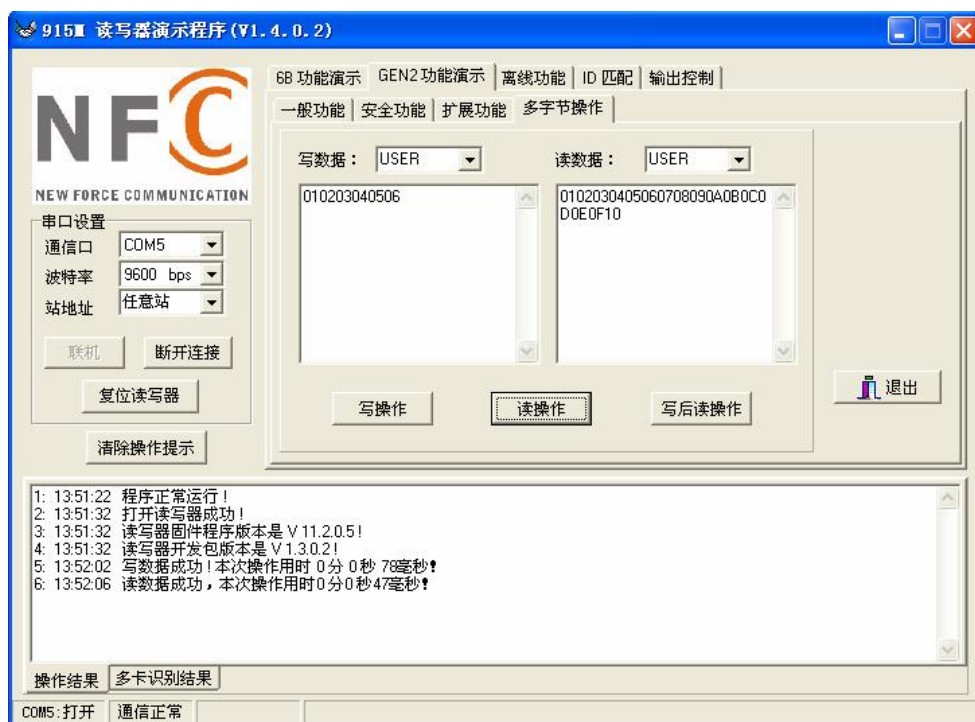 915M 读写器演示程序(V1.4.0.2)
NFC
NEW FORCE COMMUNICATION
串口设置
通信口 COM5
波特率 9600 bps
站地址 任意站
联机 断开连接
复位读写器
清除操作提示
6B 功能演示 GEN2功能演示 离线功能 ID 匹配 输出控制
一般功能 安全功能 扩展功能 多字节操作
写数据： USER 读数据： USER
010203040506
0102030405060708090A0B0C
0D0E0F10
写操作 读操作 写后读操作
退出
1: 13:51:22 程序正常运行！
2: 13:51:32 打开读写器成功！
3: 13:51:32 读写器固件程序版本是 V 11.2.0.5！
4: 13:51:32 读写器开发包版本是 V 1.3.0.2！
5: 13:52:02 写数据成功！本次操作用时 0分 0秒 78毫秒！
6: 13:52:06 读数据成功，本次操作用时0分0秒47毫秒！
操作结果 多卡识别结果
COM5:打开 通信正常